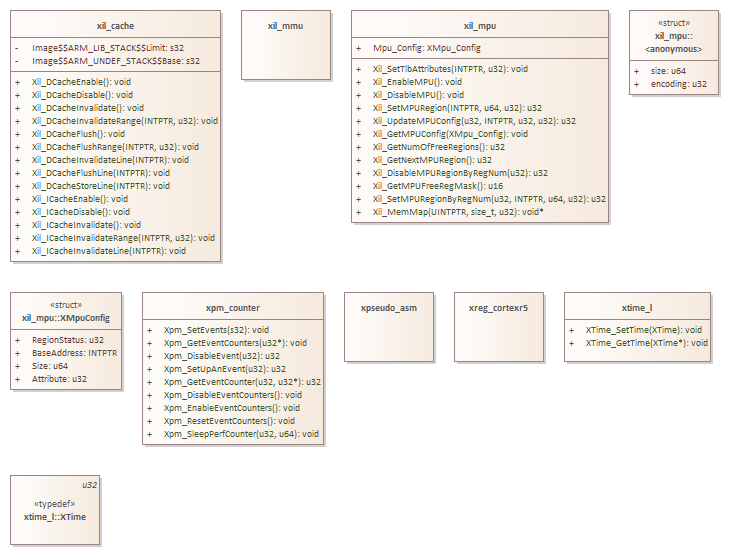 xil_cache
- Image$$ARM_LIB_STACK$$Limit: s32
- Image$$ARM_UNDEF_STACK$$Base: s32
+ Xil_DCacheEnable(): void
+ Xil_DCacheDisable(): void
+ Xil_DCacheInvalidate(): void
+ Xil_DCacheInvalidateRange(INTPTR, u32): void
+ Xil_DCacheFlush(): void
+ Xil_DCacheFlushRange(INTPTR, u32): void
+ Xil_DCacheInvalidateLine(INTPTR): void
+ Xil_DCacheFlushLine(INTPTR): void
+ Xil_DCacheStoreLine(INTPTR): void
+ Xil_ICacheEnable(): void
+ Xil_ICacheDisable(): void
+ Xil_ICacheInvalidate(): void
+ Xil_ICacheInvalidateRange(INTPTR, u32): void
+ Xil_ICacheInvalidateLine(INTPTR): void
xil_mmu
xil_mpu
+ Mpu_Config: XMpu_Config
+ Xil_SetTlbAttributes(INTPTR, u32): void
+ Xil_EnableMPU(): void
+ Xil_DisableMPU(): void
+ Xil_SetMPURegion(INTPTR, u64, u32): u32
+ Xil_UpdateMPUConfig(u32, INTPTR, u32, u32): u32
+ Xil_GetMPUConfig(XMpu_Config): void
+ Xil_GetNumOfFreeRegions(): u32
+ Xil_GetNextMPURegion(): u32
+ Xil_DisableMPURegionByRegNum(u32): u32
+ Xil_GetMPUFreeRegMask(): u16
+ Xil_SetMPURegionByRegNum(u32, INTPTR, u64, u32): u32
+ Xil_MemMap(UINTPTR, size_t, u32): void*
«struct»
xil_mpu::
<anonymous>
+ size: u64
+ encoding: u32
«struct»
xil_mpu::XMpuConfig
+ RegionStatus: u32
+ BaseAddress: INTPTR
+ Size: u64
+ Attribute: u32
xpm_counter
+ Xpm_SetEvents(s32): void
+ Xpm_GetEventCounters(u32*): void
+ Xpm_DisableEvent(u32): u32
+ Xpm_SetUpAnEvent(u32): u32
+ Xpm_GetEventCounter(u32, u32*): u32
+ Xpm_DisableEventCounters(): void
+ Xpm_EnableEventCounters(): void
+ Xpm_ResetEventCounters(): void
+ Xpm_SleepPerfCounter(u32, u64): void
xpseudo_asm
xreg_cortexr5
xtime_l
+ XTime_SetTime(XTime): void
+ XTime_GetTime(XTime*): void
u32
«typedef»
xtime_l::XTime